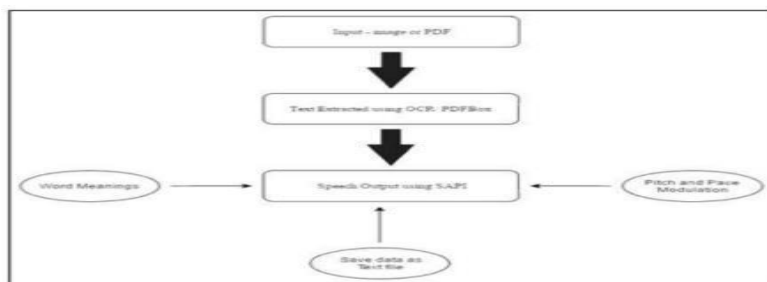 Input - image or PDF
Text Extracted using OCR/ PDFBox
Word Meanings
Speech Output using SAPI
Pitch and Pace
Modulation
Save data as
Text file